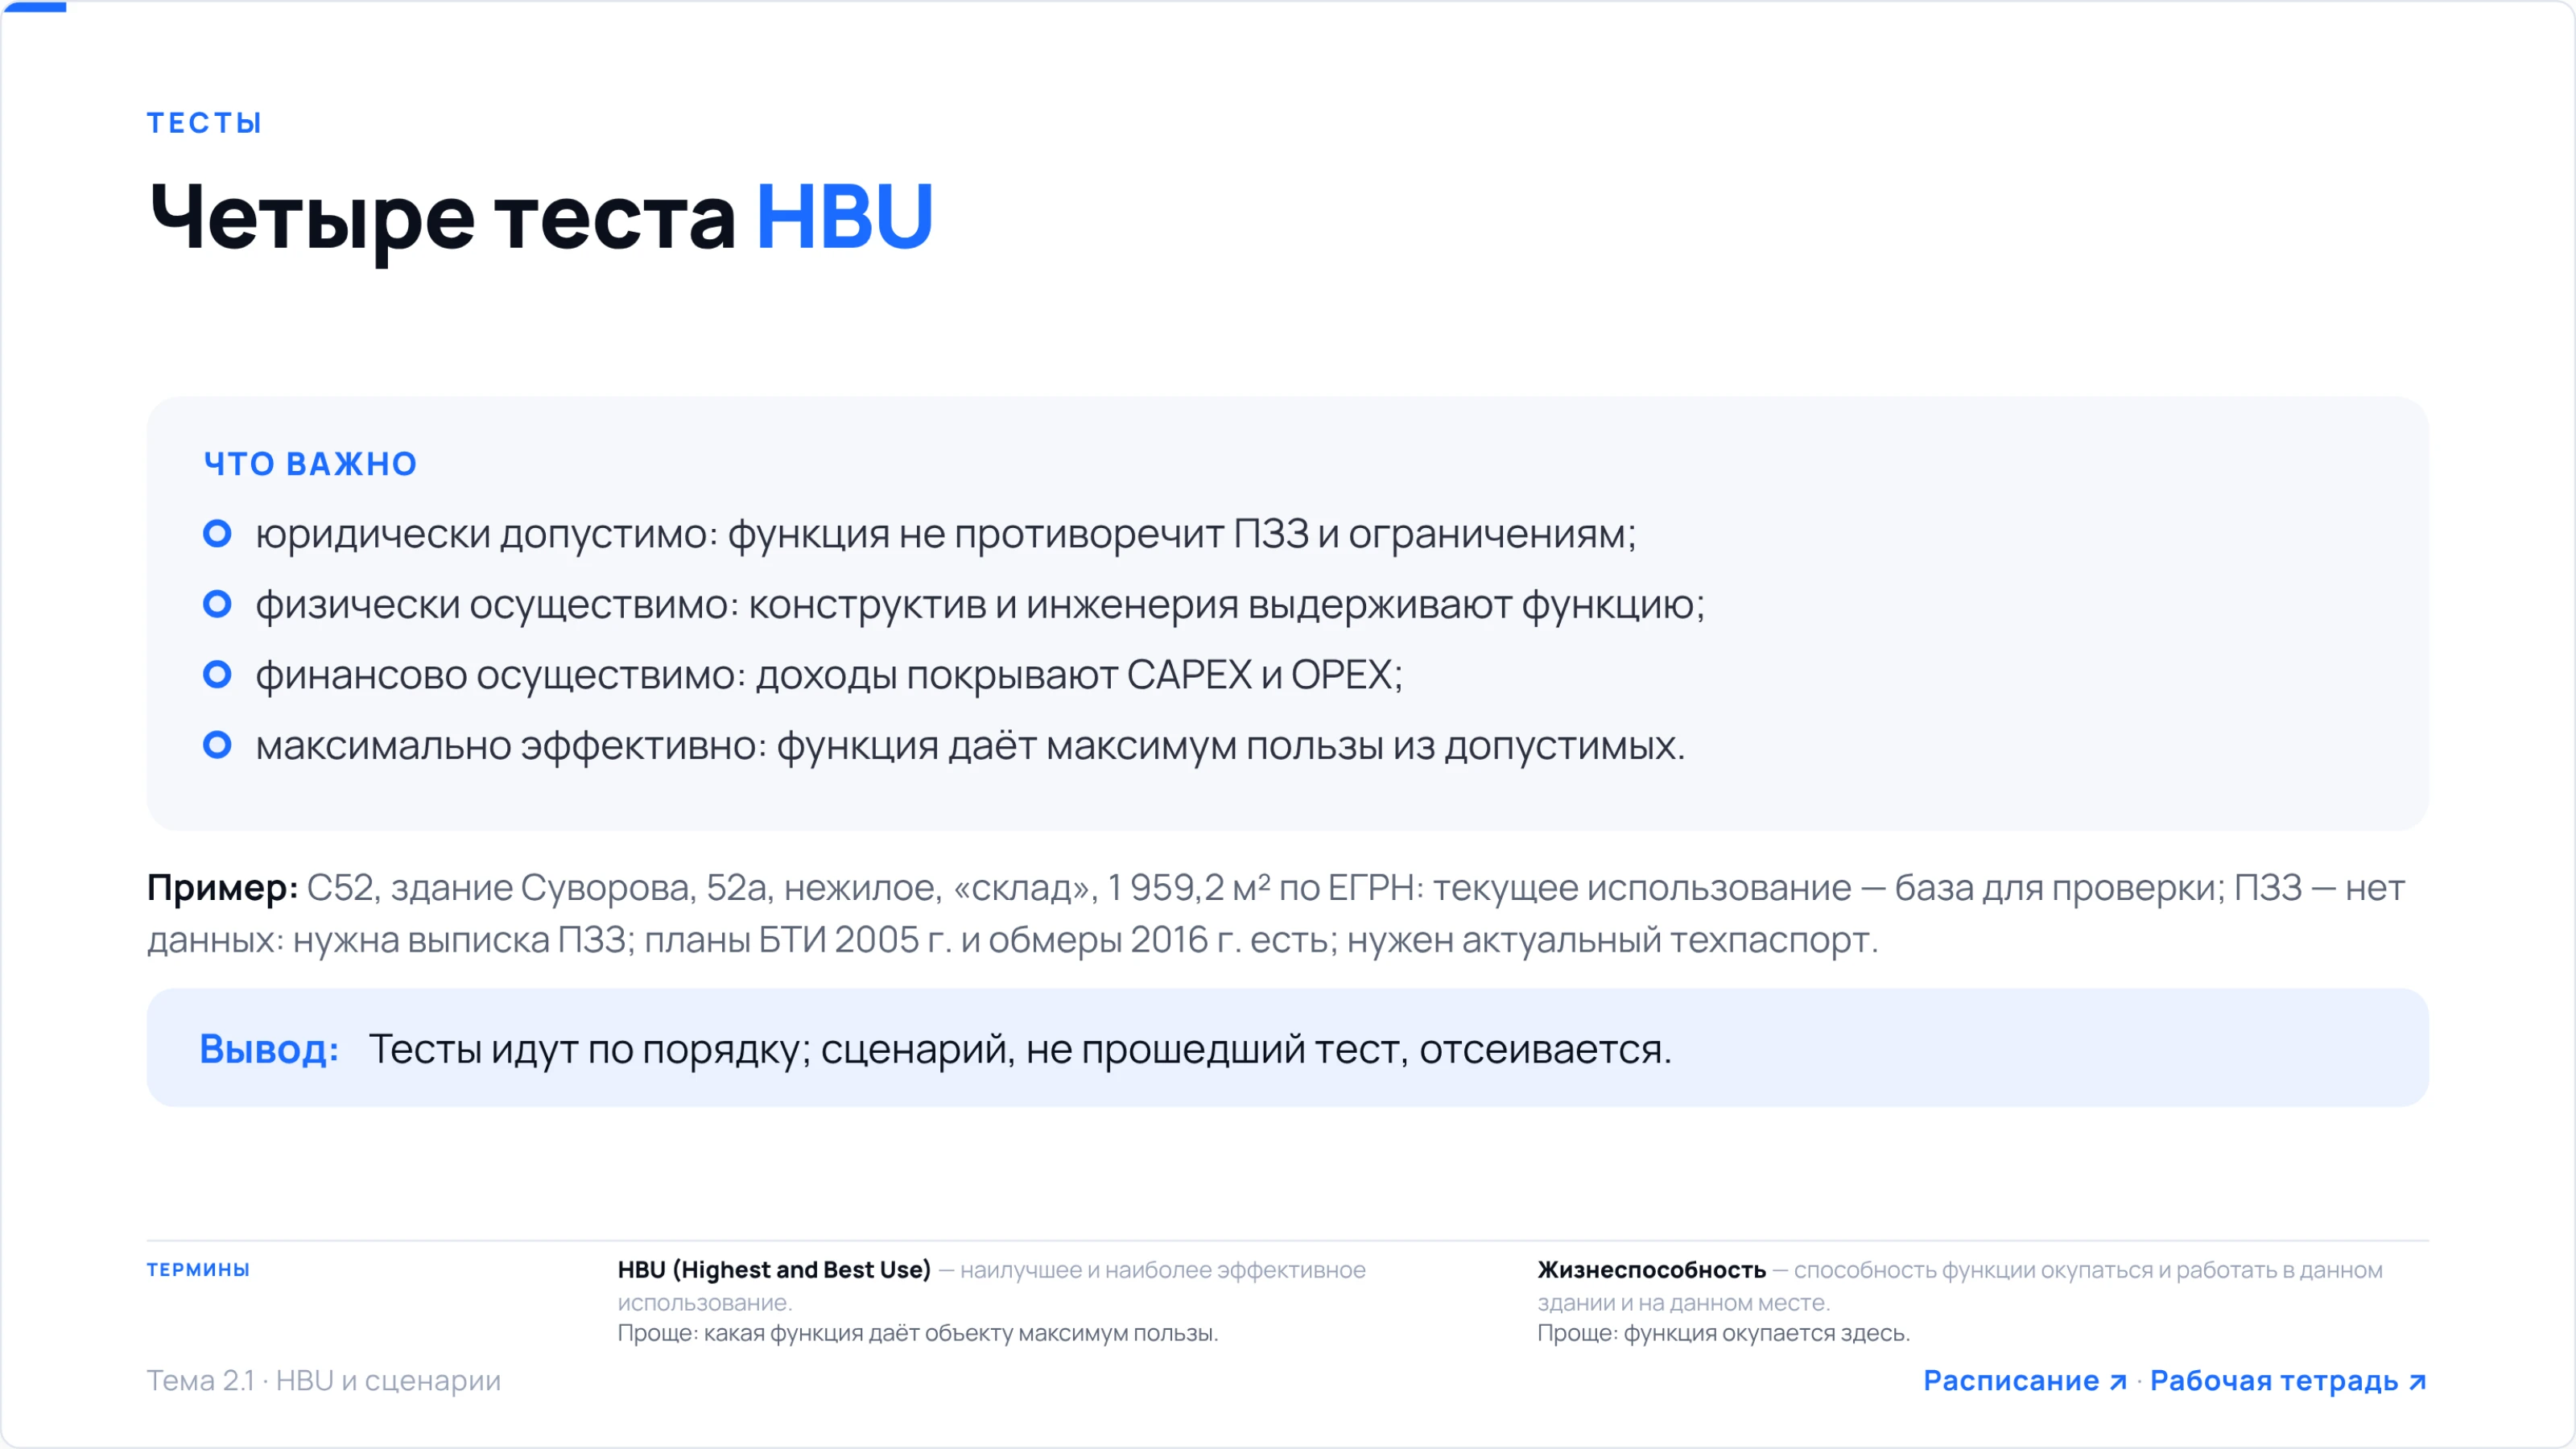 ТЕСТЫ
Четыре теста HBU
ЧТО ВАЖНО
юридически допустимо: функция не противоречит ПЗЗ и ограничениям;
физически осуществимо: конструктив и инженерия выдерживают функцию;
финансово осуществимо: доходы покрывают CAPEX и OPEX;
максимально эффективно: функция даёт максимум пользы из допустимых.
Пример: С52, здание Суворова, 52а, нежилое, «склад», 1 959,2 м² по ЕГРН: текущее использование — база для проверки; ПЗЗ — нет
данных: нужна выписка ПЗЗ; планы БТИ 2005 г. и обмеры 2016 г. есть; нужен актуальный техпаспорт.
Вывод: Тесты идут по порядку; сценарий, не прошедший тест, отсеивается.
ТЕРМИНЫ
HBU (Highest and Best Use) — наилучшее и наиболее эффективное
использование.
Проще: какая функция даёт объекту максимум пользы.
Жизнеспособность — способность функции окупаться и работать в данном
здании и на данном месте.
Проще: функция окупается здесь.
Тема 2.1 · HBU и сценарии
Расписание ↗ · Рабочая тетрадь ↗